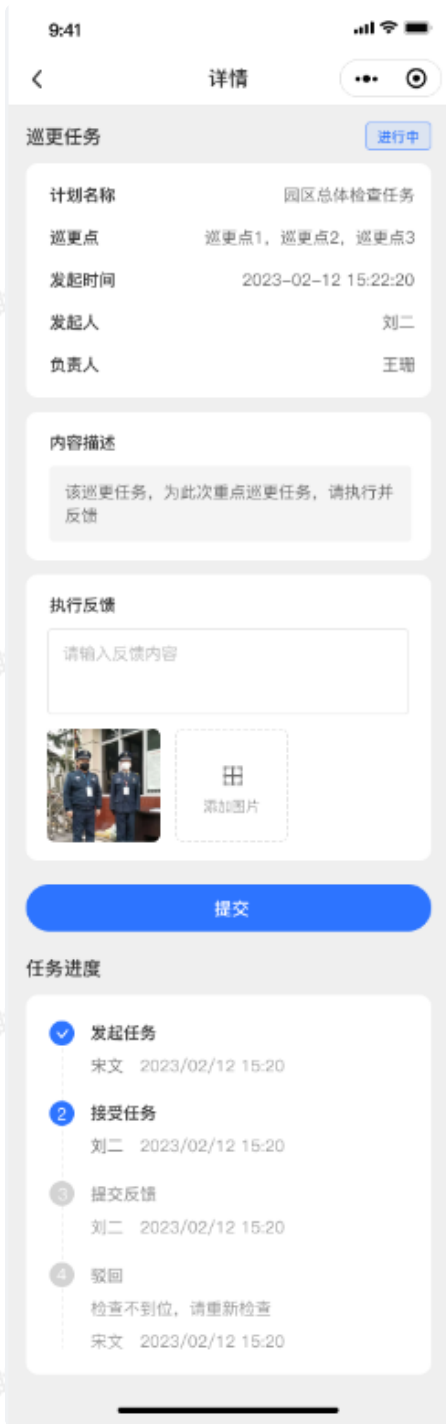 9:41
详情
巡更任务
进行中
计划名称 园区总体检查任务
巡更点 巡更点1，巡更点2，巡更点3
发起时间 2023-02-12 15:22:20
发起人 刘二
负责人 王珊
内容描述
该巡更任务，为此次重点巡更任务，请执行并
反馈
执行反馈
请输入反馈内容
添加图片
提交
任务进度
发起任务
宋文 2023/02/12 15:20
2 接受任务
刘二 2023/02/12 15:20
3 提交反馈
刘二 2023/02/12 15:20
4 驳回
检查不到位，请重新检查
宋文 2023/02/12 15:20